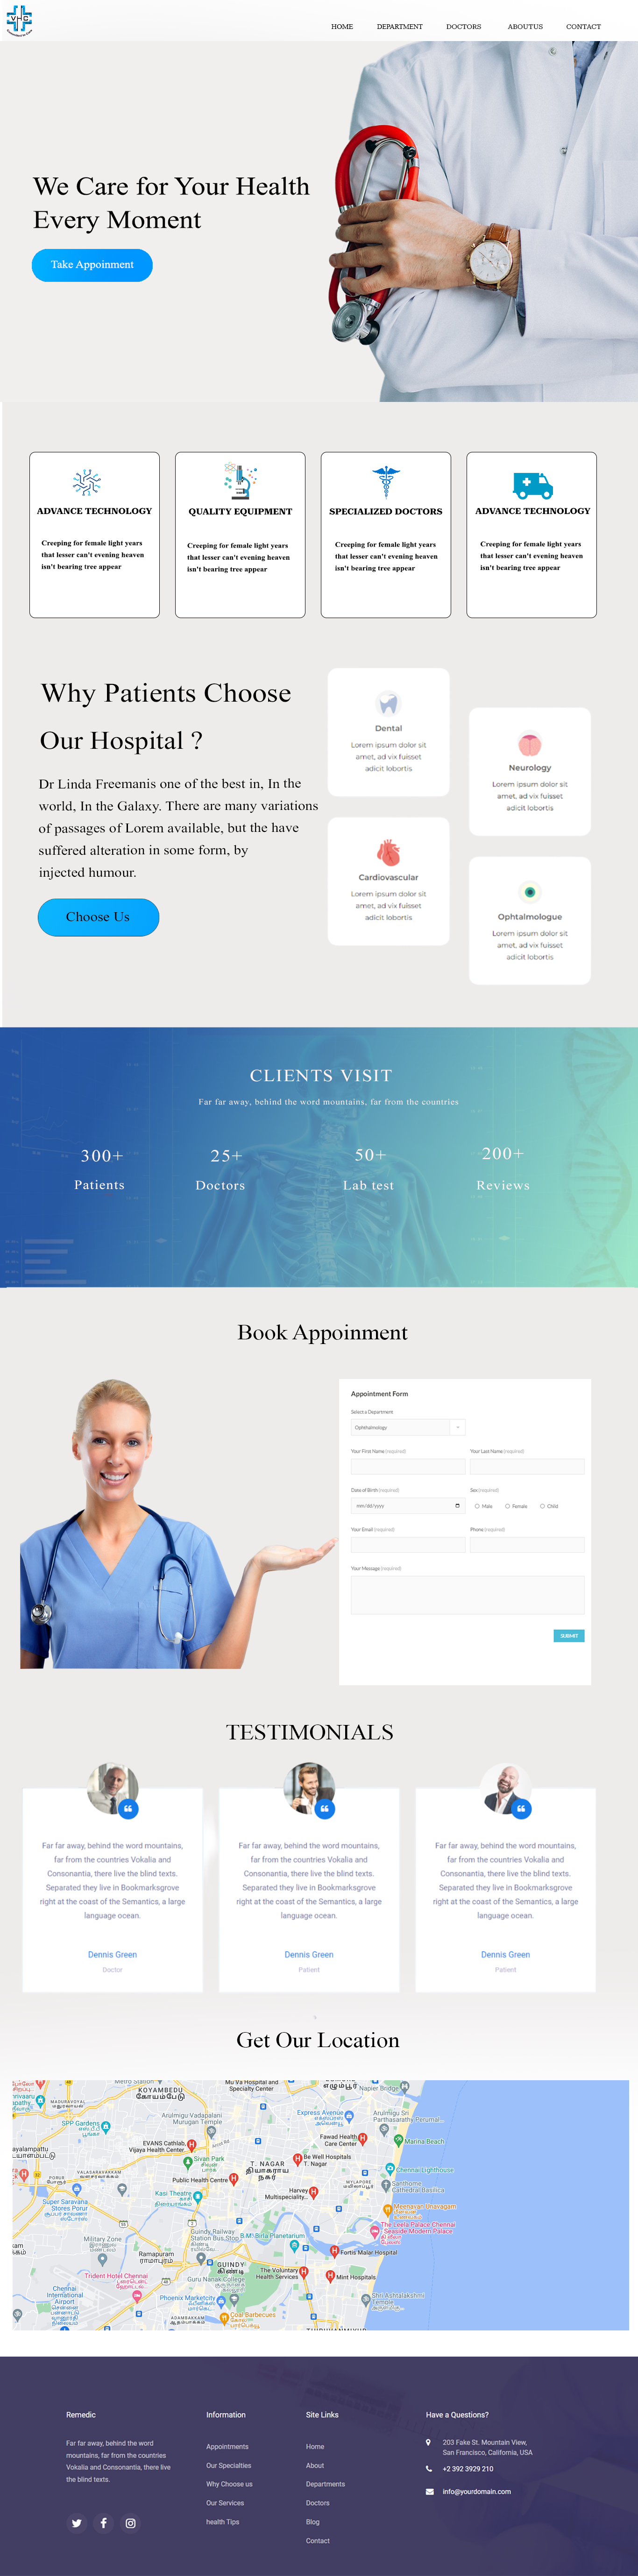 VHC
HOME DEPARTMENT DOCTORS ABOUTUS CONTACT
We Care for Your Health
Every Moment
Take Appoinment
ADVANCE TECHNOLOGY
Creeping for female light years
that lesser can't evening heaven
isn't bearing tree appear
QUALITY EQUIPMENT
Creeping for female light years
that lesser can't evening heaven
isn't bearing tree appear
SPECIALIZED DOCTORS
Creeping for female light years
that lesser can't evening heaven
isn't bearing tree appear
ADVANCE TECHNOLOGY
Creeping for female light years
that lesser can't evening heaven
isn't bearing tree appear
Why Patients Choose
Our Hospital ?
Dr Linda Freemanis one of the best in, In the
world, In the Galaxy. There are many variations
of passages of Lorem available, but the have
suffered alteration in some form, by
injected humour.
Choose Us
Dental
Lorem ipsum dolor sit
amet, ad vix fuisset
adicit lobortis
Neurology
Lorem ipsum dolor sit
amet, ad vix fuisset
adicit lobortis
Cardiovascular
Lorem ipsum dolor sit
amet, ad vix fuisset
adicit lobortis
Ophtalmologue
Lorem ipsum dolor sit
amet, ad vix fuisset
adicit lobortis
CLIENTS VISIT
Far far away, behind the word mountains, far from the countries
300+
Patients
25+
Doctors
50+
Lab test
200+
Reviews
Book Appoinment
Appointment Form
Select a Department
Ophthalmology
Your First Name (required)
Your Last Name (required)
Date of Birth (required)
Sex (required)
mm/dd/yyyy
Male Female Child
Your Email (required)
Phone (required)
Your Message (required)
SUBMIT
TESTIMONIALS
Far far away, behind the word mountains,
far from the countries Vokalia and
Consonantia, there live the blind texts.
Separated they live in Bookmarksgrove
right at the coast of the Semantics, a large
language ocean.
Dennis Green
Doctor
Far far away, behind the word mountains,
far from the countries Vokalia and
Consonantia, there live the blind texts.
Separated they live in Bookmarksgrove
right at the coast of the Semantics, a large
language ocean.
Dennis Green
Patient
Far far away, behind the word mountains,
far from the countries Vokalia and
Consonantia, there live the blind texts.
Separated they live in Bookmarksgrove
right at the coast of the Semantics, a large
language ocean.
Dennis Green
Patient
Get Our Location
Metro Station
KOYAMBEDU
கோயம்பேடு
Mu Va Hospital and
Specialty Center
எழும்பூர்
Napier Bridge
MADURAVOYAL
மதுரவாயல்
SPP Gardens
Arulmigu Vadapalani
Murugan Temple
Express Avenue
Arulmigu Sri
Parthasarathy Perumal...
EVANS Cathlab,
Vijaya Health Center...
Fawad Health
Care Center
Marina Beach
Sivan Park
சிவன்
பார்க்
T. NAGAR
தியாகராய
நகர்
Be Well Hospitals
T. Nagar
Chennai Lighthouse
PORUR
போரூர்
VALASARAVAKKAM
Public Health Centre
MYLAPORE
Santhome
Cathedral Basilica
Super Saravana
Stores Porur
Kasi Theatre
Harvey
Multispeciality...
Meenavar Dhavagam
The Leela Palace Chennai
Seaside Modern Palace
Military Zone
Guindy Railway
Station Bus Stop
B.M. Birla Planetarium
Ramapuram
ராமாபுரம்
Fortis Malar Hospital
Trident Hotel Chennai
GUINDY
கிண்டி
The Voluntary
Health Services
Mint Hospitals
Chennai
International
Airport
Guru Nanak College
Phoenix Marketcity
Shri Ashtalakshmi
Temple
ADAMBAKKAM
Coal Barbecues
Remedic
Far far away, behind the word
mountains, far from the countries
Vokalia and Consonantia, there live
the blind texts.
Information
Appointments
Our Specialties
Why Choose us
Our Services
health Tips
Site Links
Home
About
Departments
Doctors
Blog
Contact
Have a Questions?
203 Fake St. Mountain View,
San Francisco, California, USA
+2 392 3929 210
info@yourdomain.com